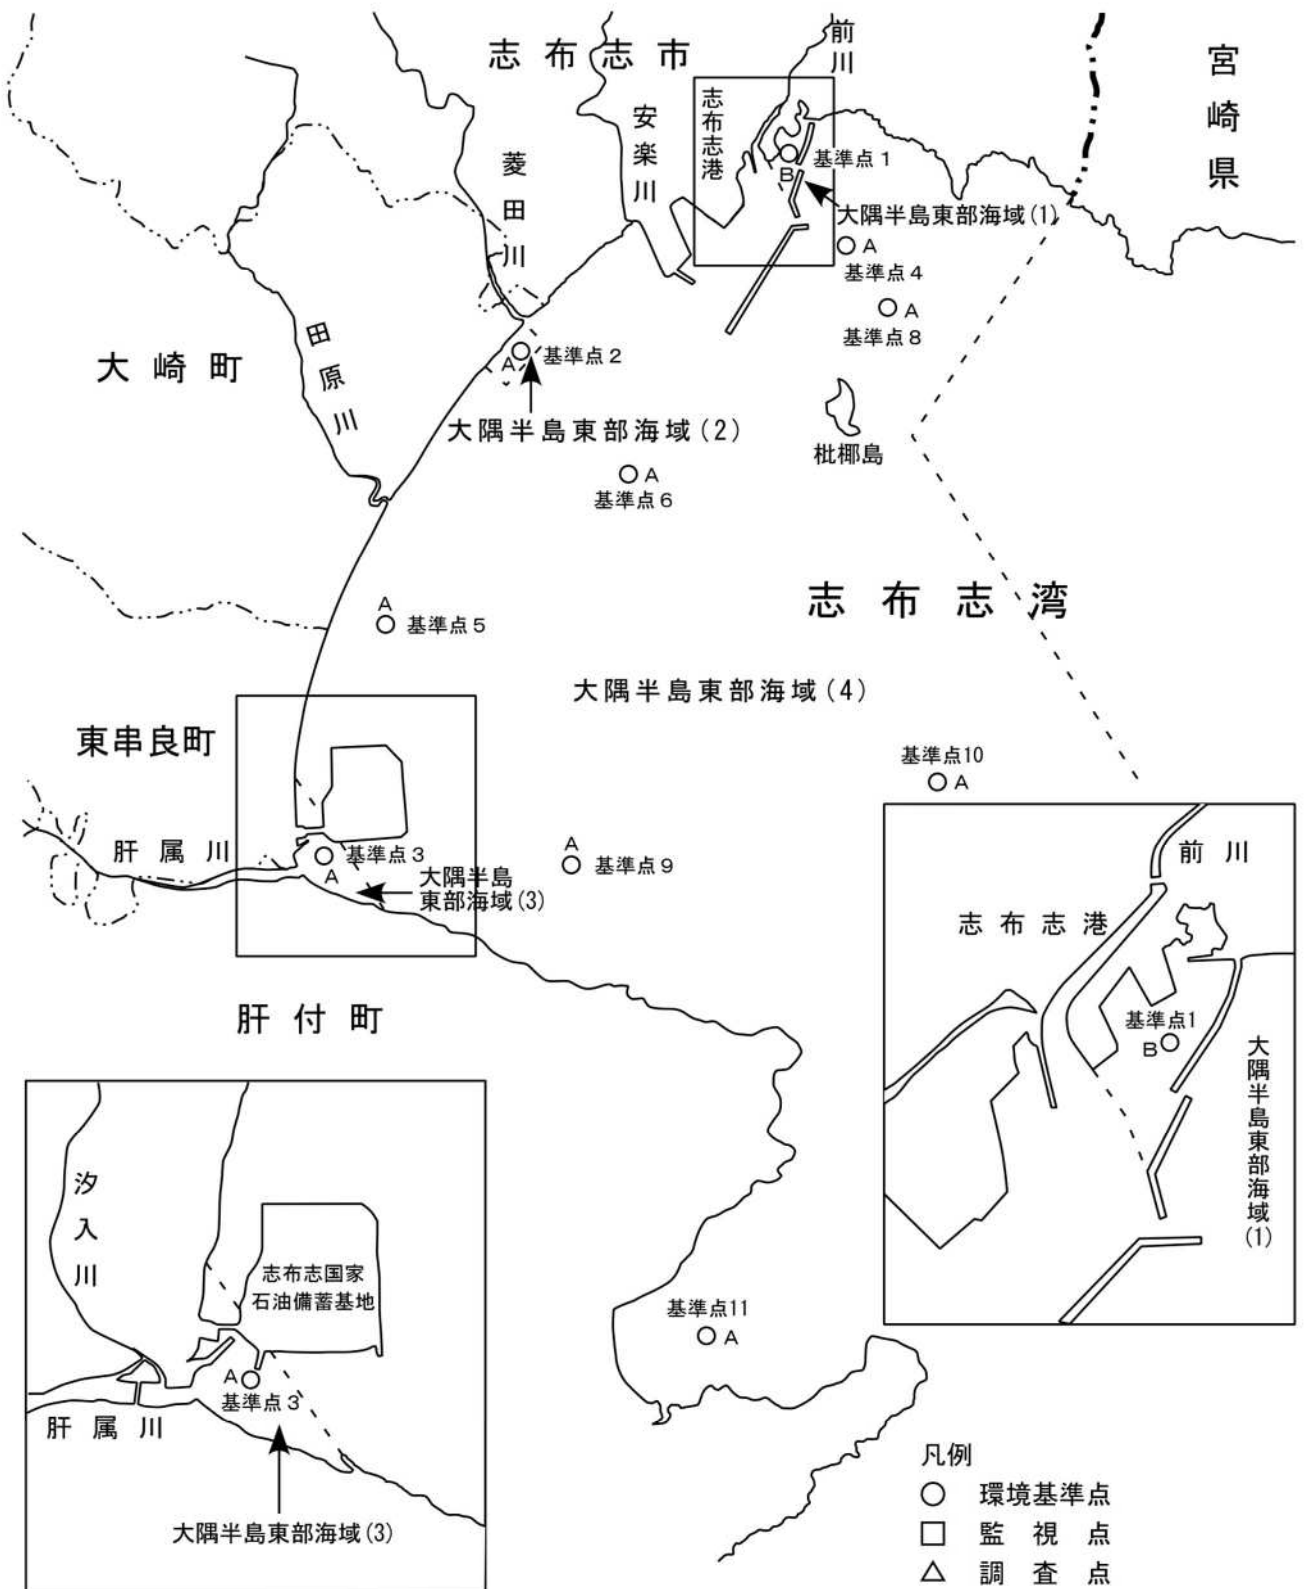 志布志市
前川
宮崎県
志布志港
安楽川
菱田川
基準点1
B
大隅半島東部海域(1)
A
基準点4
A
基準点8
大崎町
田原川
A
基準点2
大隅半島東部海域(2)
枇榔島
A
基準点6
志布志湾
A
基準点5
大隅半島東部海域(4)
東串良町
基準点10
A
肝属川
基準点3
A
大隅半島
東部海域(3)
A
基準点9
肝付町
前川
志布志港
基準点1
B
大隅半島東部海域(1)
汐入川
志布志国家
石油備蓄基地
A
基準点3
肝属川
大隅半島東部海域(3)
基準点11
A
凡例
環境基準点
監視点
調査点